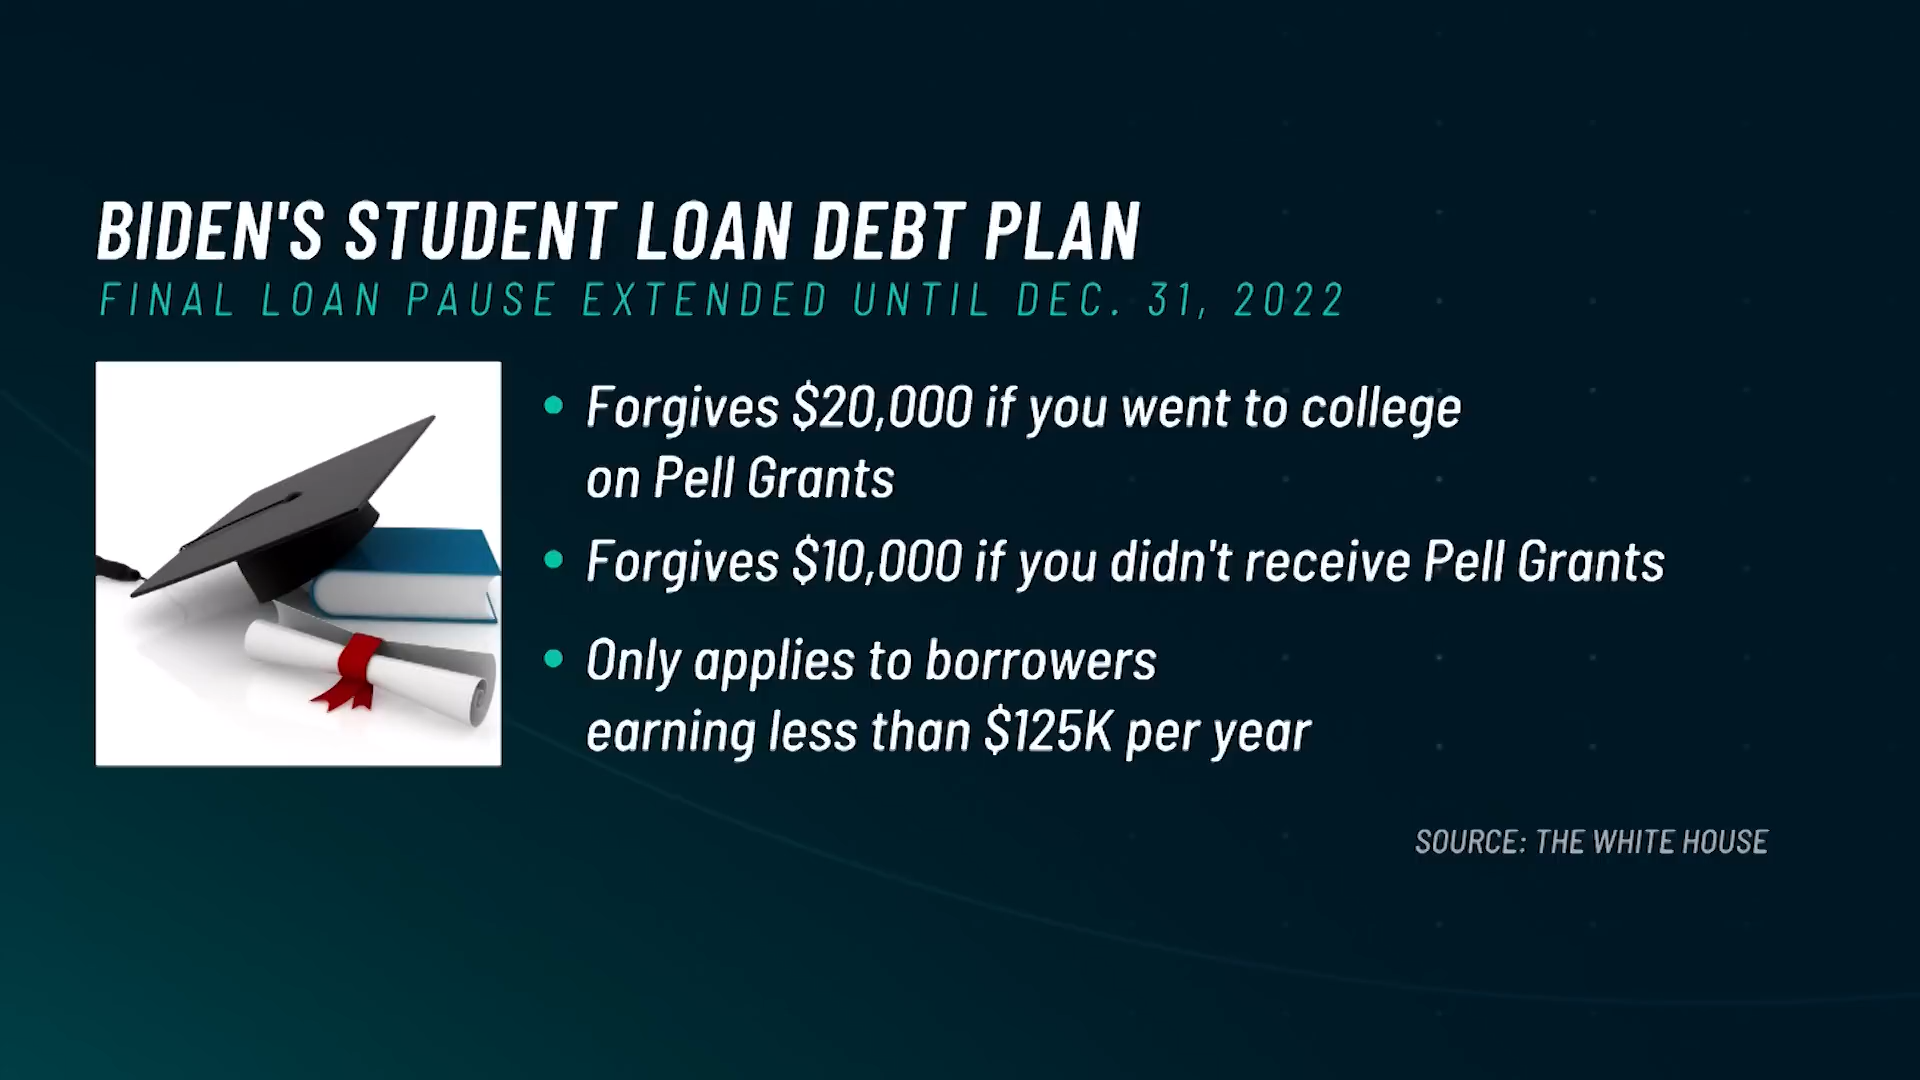 BIDEN'S STUDENT LOAN DEBT PLAN
FINAL LOAN PAUSE EXTENDED UNTIL DEC. 31, 2022
• Forgives $20,000 if you went to college
on Pell Grants
• Forgives $10,000 if you didn't receive Pell Grants
• Only applies to borrowers
earning less than $125K per year
SOURCE: THE WHITE HOUSE